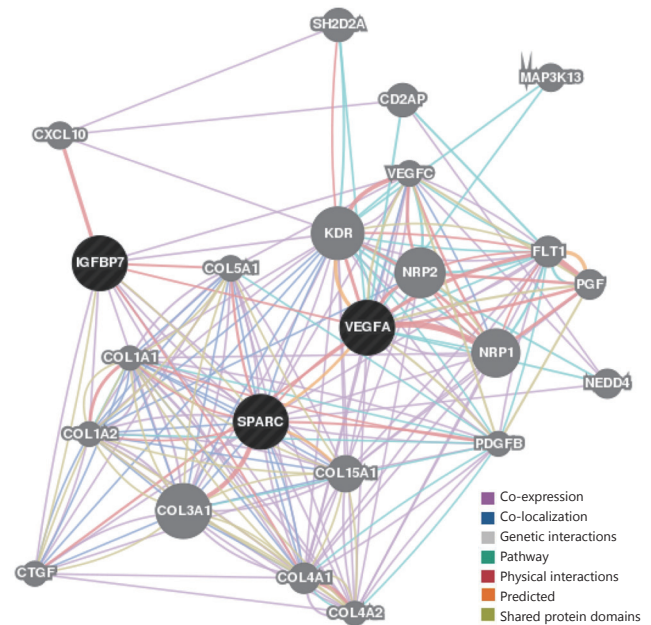 SH2D2A
MAP3K13
CD2AP
CXCL10
VEGFC
KDR
FLT1
IGFBP7
COL5A1
NRP2
PGF
VEGFA
COL1A1
NRP1
NEDD4
SPARC
COL1A2
PDGFB
COL15A1
COL3A1
CTGF
COL4A1
COL4A2
Co-expression
Co-localization
Genetic interactions
Pathway
Physical interactions
Predicted
Shared protein domains